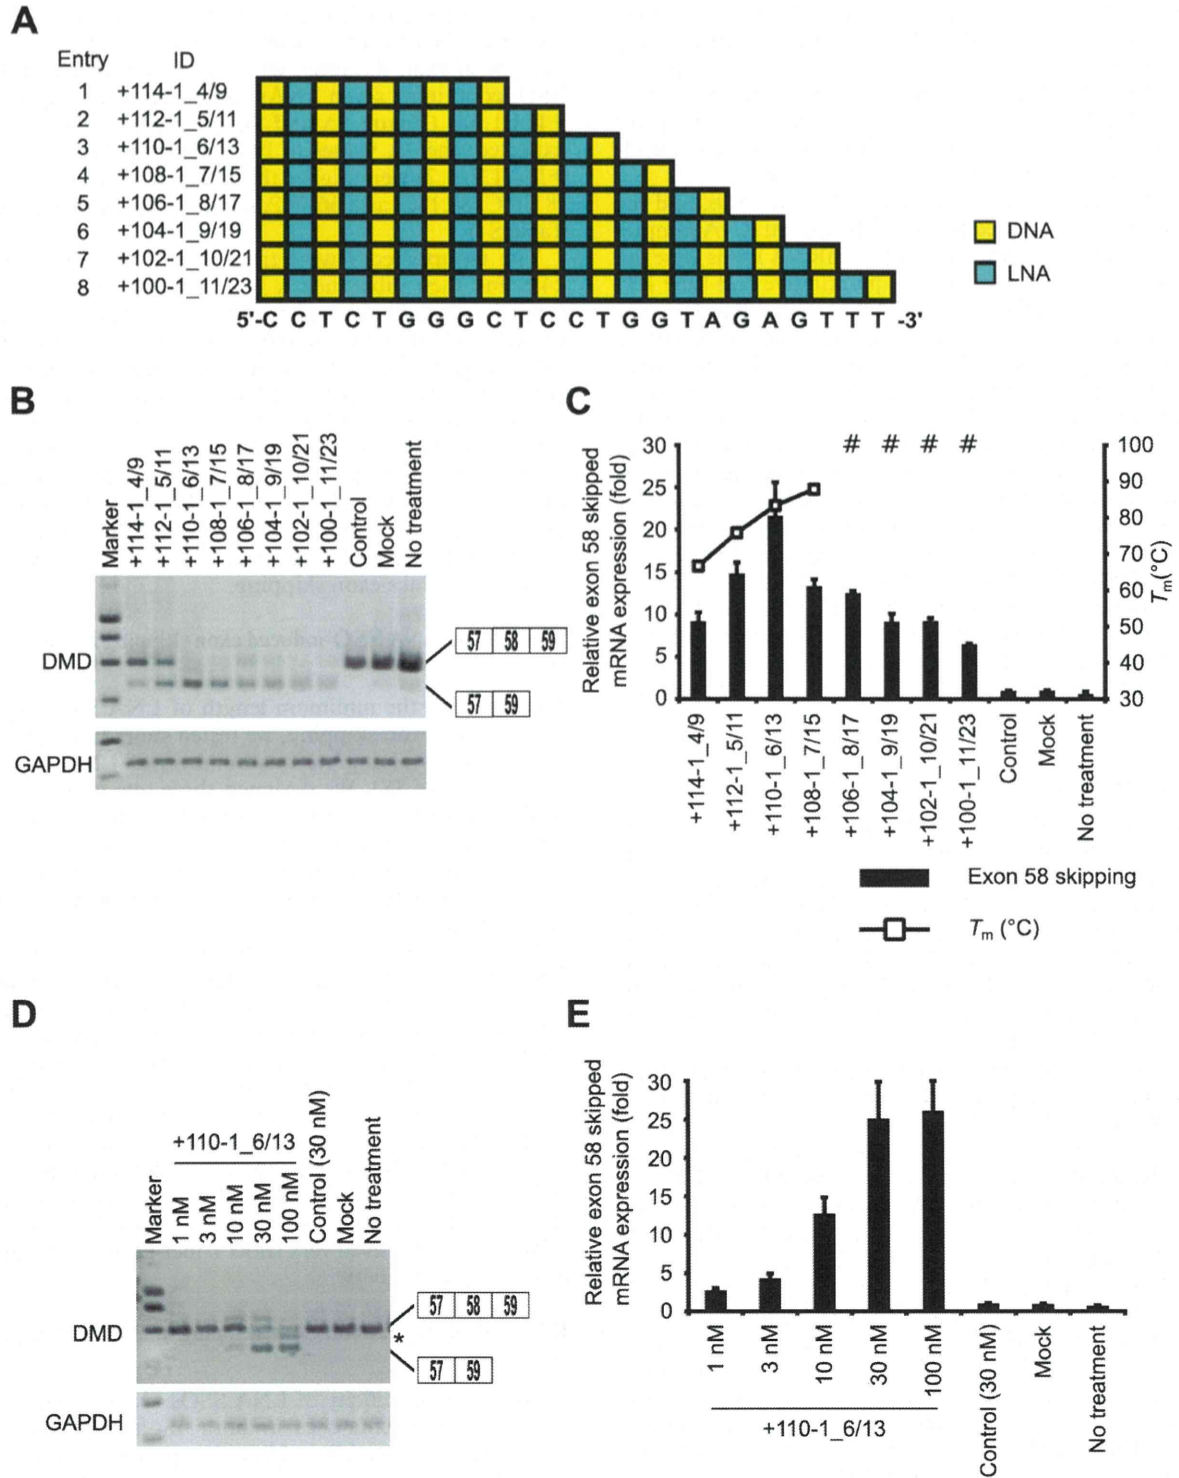 A
Entry ID
1 +114-1_4/9
2 +112-1_5/11
3 +110-1_6/13
4 +108-1_7/15
5 +106-1_8/17
6 +104-1_9/19
7 +102-1_10/21
8 +100-1_11/23
DNA
LNA
5'-C C T C T G G G C T C C T G G T A G A G T T T -3'
B
Marker
+114-1_4/9
+112-1_5/11
+110-1_6/13
+108-1_7/15
+106-1_8/17
+104-1_9/19
+102-1_10/21
+100-1_11/23
Control
Mock
No treatment
DMD
57 58 59
57 59
GAPDH
C
Relative exon 58 skipped
mRNA expression (fold)
30
25
20
15
10
5
0
# # # #
100
90
80
70
60
50
40
30
Tm(°C)
+114-1_4/9
+112-1_5/11
+110-1_6/13
+108-1_7/15
+106-1_8/17
+104-1_9/19
+102-1_10/21
+100-1_11/23
Control
Mock
No treatment
Exon 58 skipping
Tm (°C)
D
+110-1_6/13
Marker
1 nM
3 nM
10 nM
30 nM
100 nM
Control (30 nM)
Mock
No treatment
DMD
57 58 59
*
57 59
GAPDH
E
Relative exon 58 skipped
mRNA expression (fold)
30
25
20
15
10
5
0
1 nM
3 nM
10 nM
30 nM
100 nM
Control (30 nM)
Mock
No treatment
+110-1_6/13